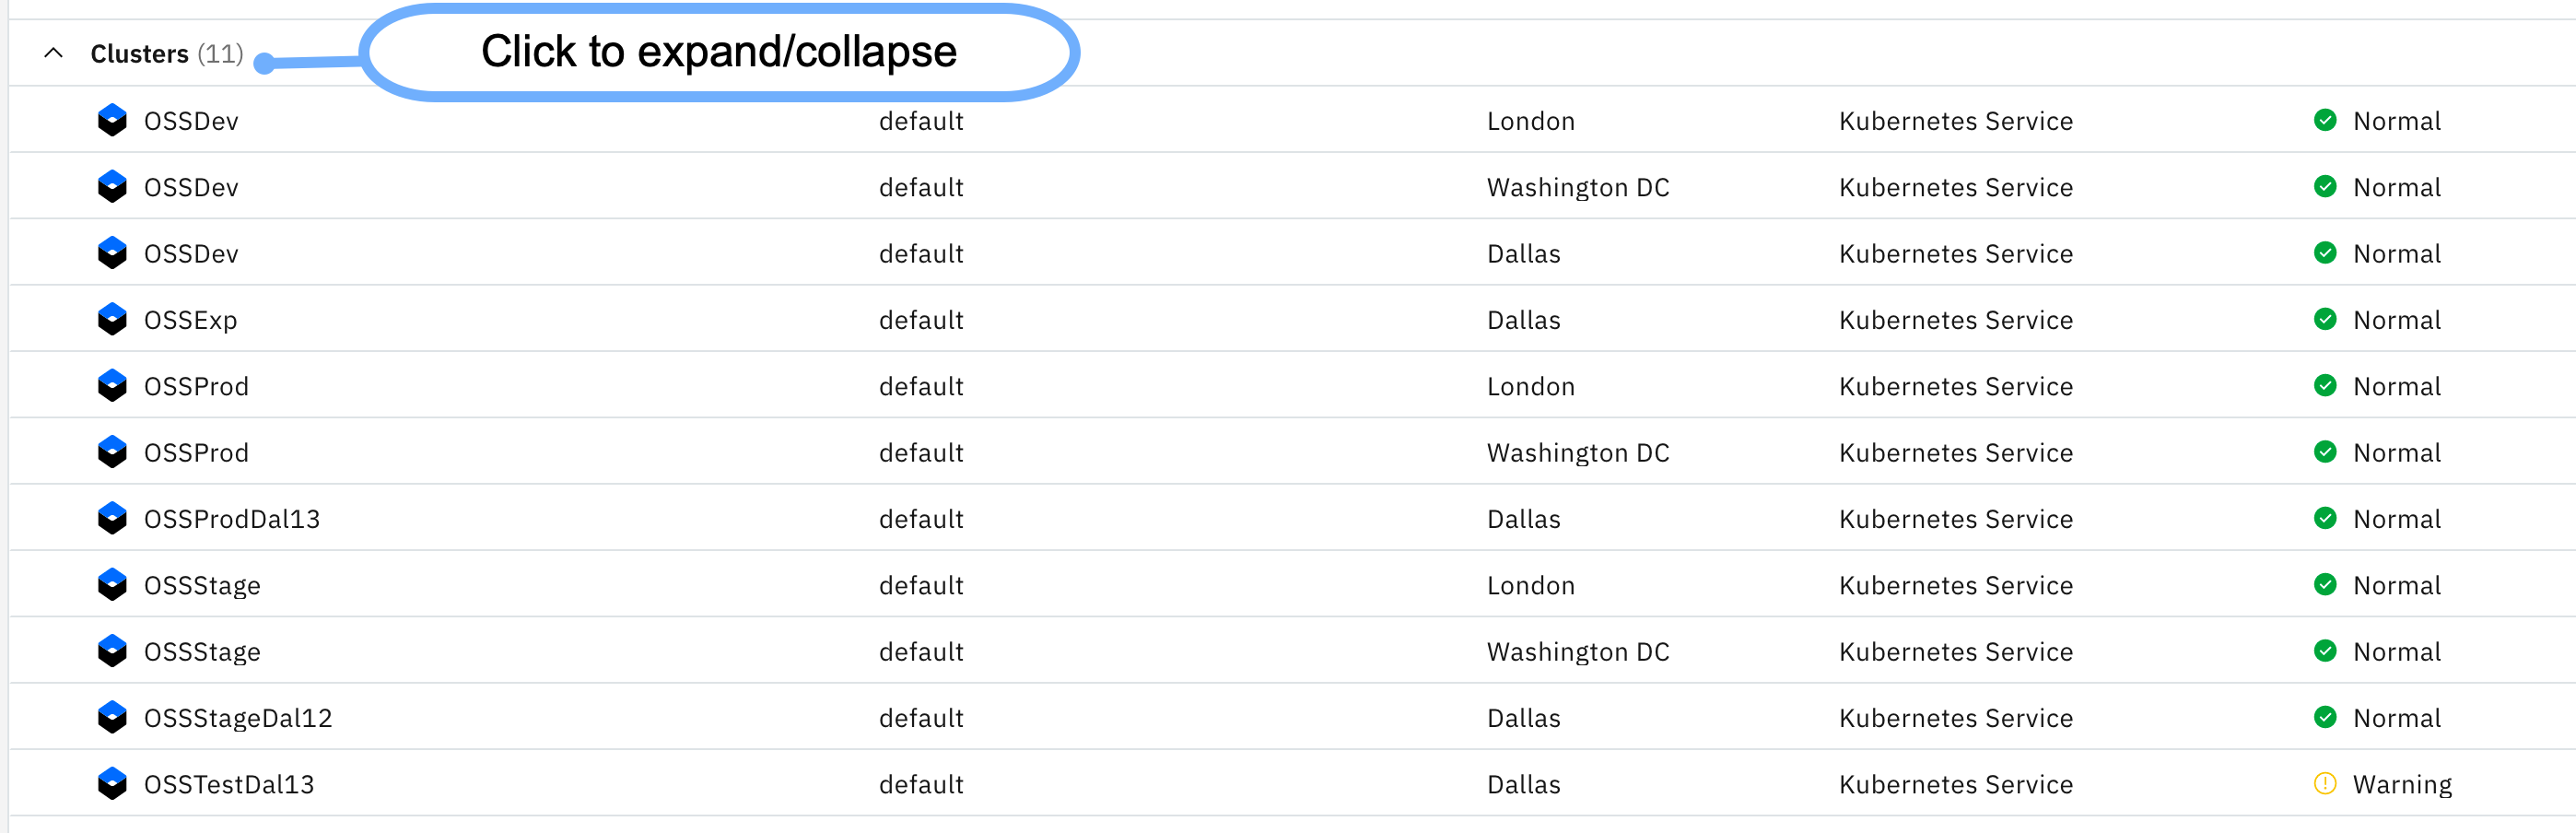 Clusters (11) Click to expand/collapse
OSSDev default London Kubernetes Service Normal
OSSDev default Washington DC Kubernetes Service Normal
OSSDev default Dallas Kubernetes Service Normal
OSSExp default Dallas Kubernetes Service Normal
OSSProd default London Kubernetes Service Normal
OSSProd default Washington DC Kubernetes Service Normal
OSSProdDal13 default Dallas Kubernetes Service Normal
OSSStage default London Kubernetes Service Normal
OSSStage default Washington DC Kubernetes Service Normal
OSSStageDal12 default Dallas Kubernetes Service Normal
OSSTestDal13 default Dallas Kubernetes Service Warning